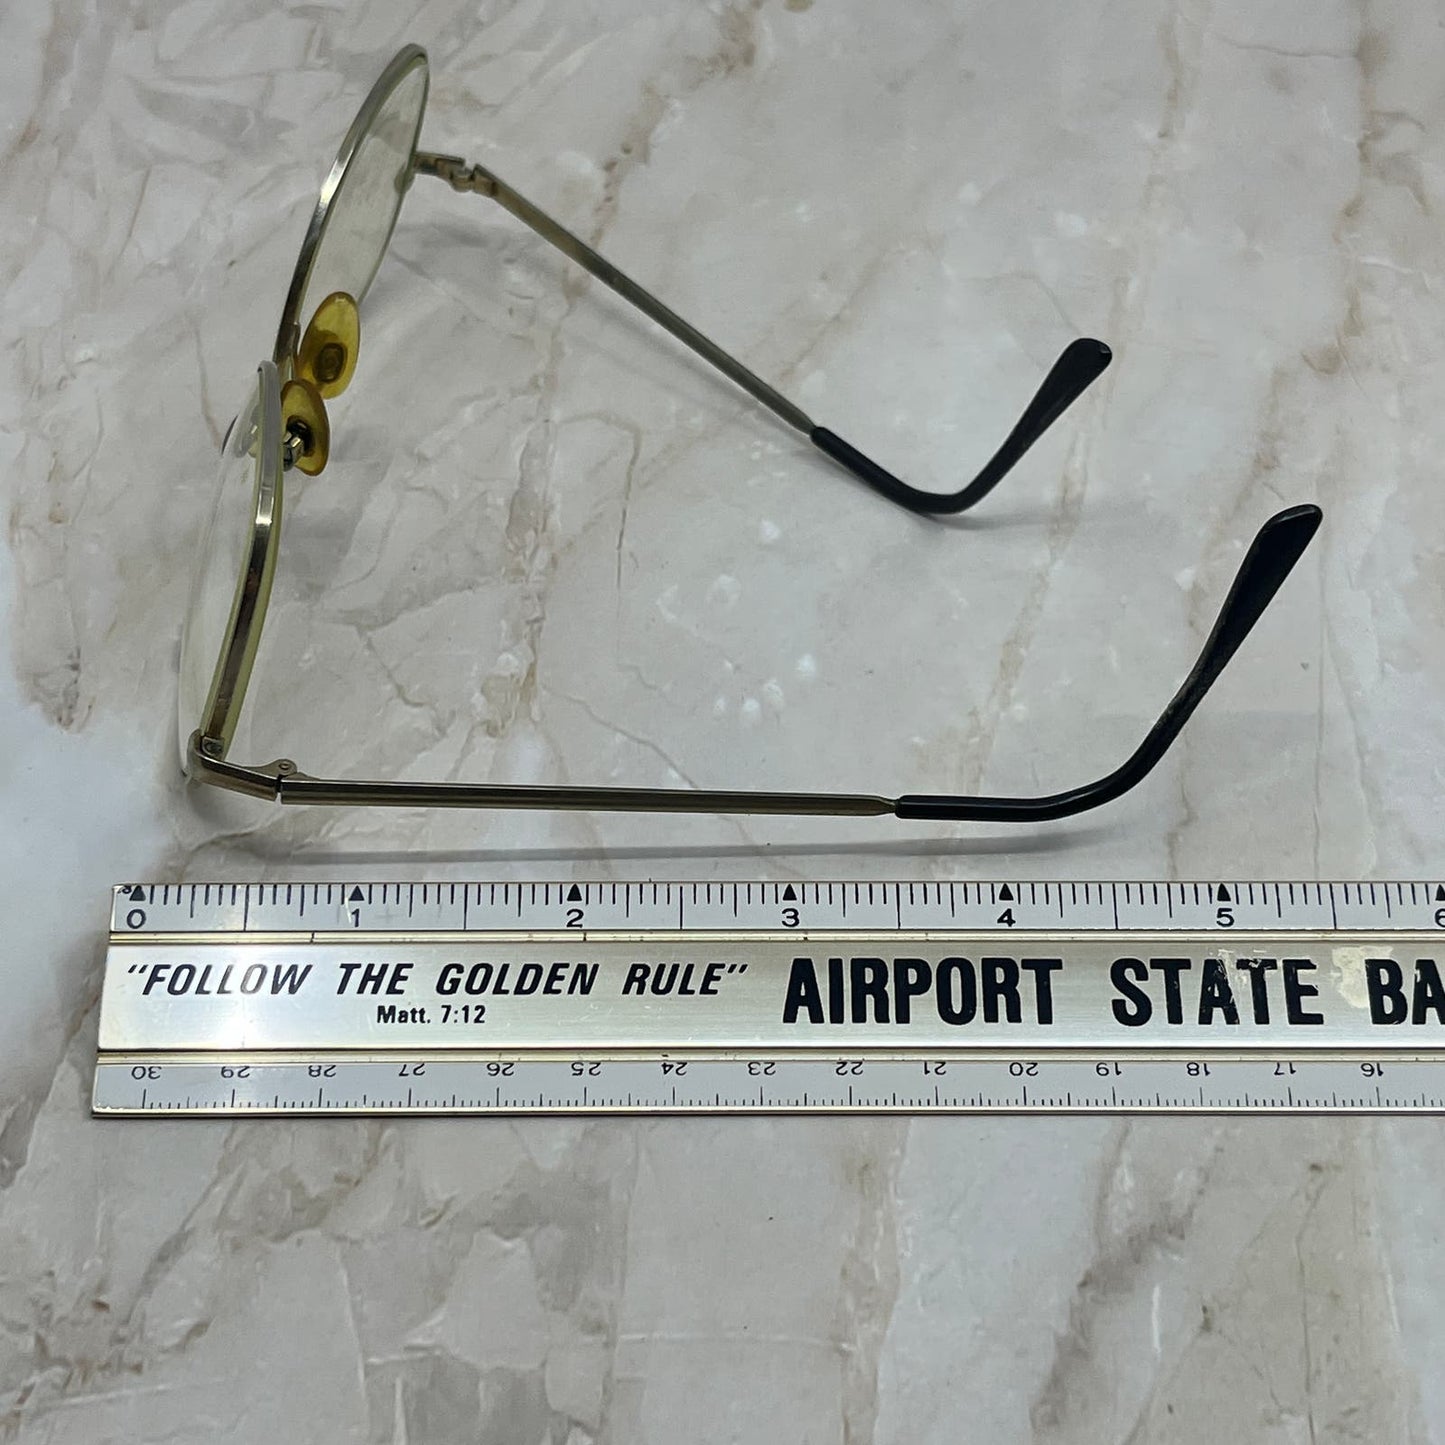 0 1 2 3 4 5 6
"FOLLOW THE GOLDEN RULE" AIRPORT STATE BA
Matt. 7:12
30 29 28 27 26 25 24 23 22 21 20 19 18 17 16